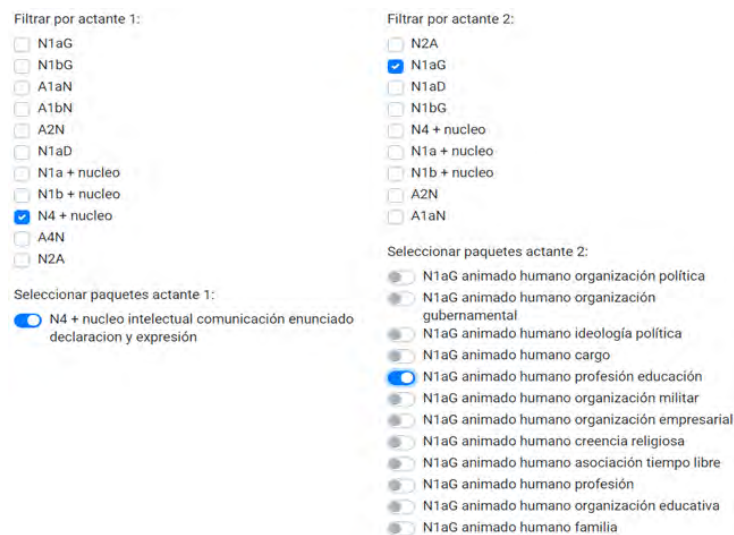 Filtrar por actante 1:
N1aG
N1bG
A1aN
A1bN
A2N
N1aD
N1a + nucleo
N1b + nucleo
N4 + nucleo
A4N
N2A
Seleccionar paquetes actante 1:
N4 + nucleo intelectual comunicación enunciado
declaracion y expresión
Filtrar por actante 2:
N2A
N1aG
N1aD
N1bG
N4 + nucleo
N1a + nucleo
N1b + nucleo
A2N
A1aN
Seleccionar paquetes actante 2:
N1aG animado humano organización política
N1aG animado humano organización
gubernamental
N1aG animado humano ideología política
N1aG animado humano cargo
N1aG animado humano profesión educación
N1aG animado humano organización militar
N1aG animado humano organización empresarial
N1aG animado humano creencia religiosa
N1aG animado humano asociación tiempo libre
N1aG animado humano profesión
N1aG animado humano organización educativa
N1aG animado humano familia